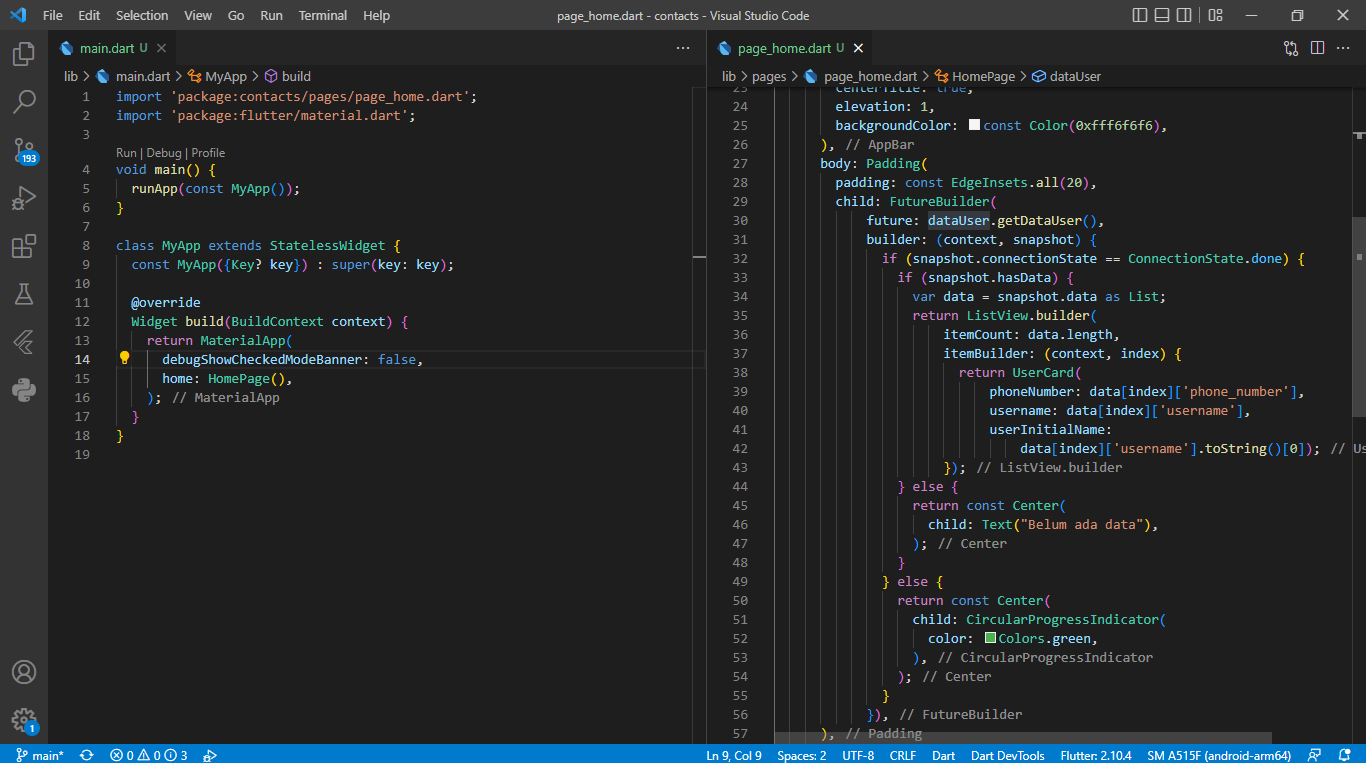 File Edit Selection View Go Run Terminal Help page_home.dart - contacts - Visual Studio Code
main.dart U
lib > main.dart > MyApp > build
1 import 'package:contacts/pages/page_home.dart';
2 import 'package:flutter/material.dart';
3
Run | Debug | Profile
4 void main() {
5 runApp(const MyApp());
6 }
7
8 class MyApp extends StatelessWidget {
9 const MyApp({Key? key}) : super(key: key);
10
11 @override
12 Widget build(BuildContext context) {
13 return MaterialApp(
14 debugShowCheckedModeBanner: false,
15 home: HomePage(),
16 ); // MaterialApp
17 }
18 }
19
page_home.dart U
lib > pages > page_home.dart > HomePage > dataUser
23 centerTitle: true,
24 elevation: 1,
25 backgroundColor: const Color(0xfff6f6f6),
26 ), // AppBar
27 body: Padding(
28 padding: const EdgeInsets.all(20),
29 child: FutureBuilder(
30 future: dataUser.getDataUser(),
31 builder: (context, snapshot) {
32 if (snapshot.connectionState == ConnectionState.done) {
33 if (snapshot.hasData) {
34 var data = snapshot.data as List;
35 return ListView.builder(
36 itemCount: data.length,
37 itemBuilder: (context, index) {
38 return UserCard(
39 phoneNumber: data[index]['phone_number'],
40 username: data[index]['username'],
41 userInitialName:
42 data[index]['username'].toString()[0]); // Us
43 }); // ListView.builder
44 } else {
45 return const Center(
46 child: Text("Belum ada data"),
47 ); // Center
48 }
49 } else {
50 return const Center(
51 child: CircularProgressIndicator(
52 color: Colors.green,
53 ), // CircularProgressIndicator
54 ); // Center
55 }
56 }), // FutureBuilder
57 ), // Padding
193
1
main* 0 0 3 Ln 9, Col 9 Spaces: 2 UTF-8 CRLF Dart Dart DevTools Flutter: 2.10.4 SM A515F (android-arm64)